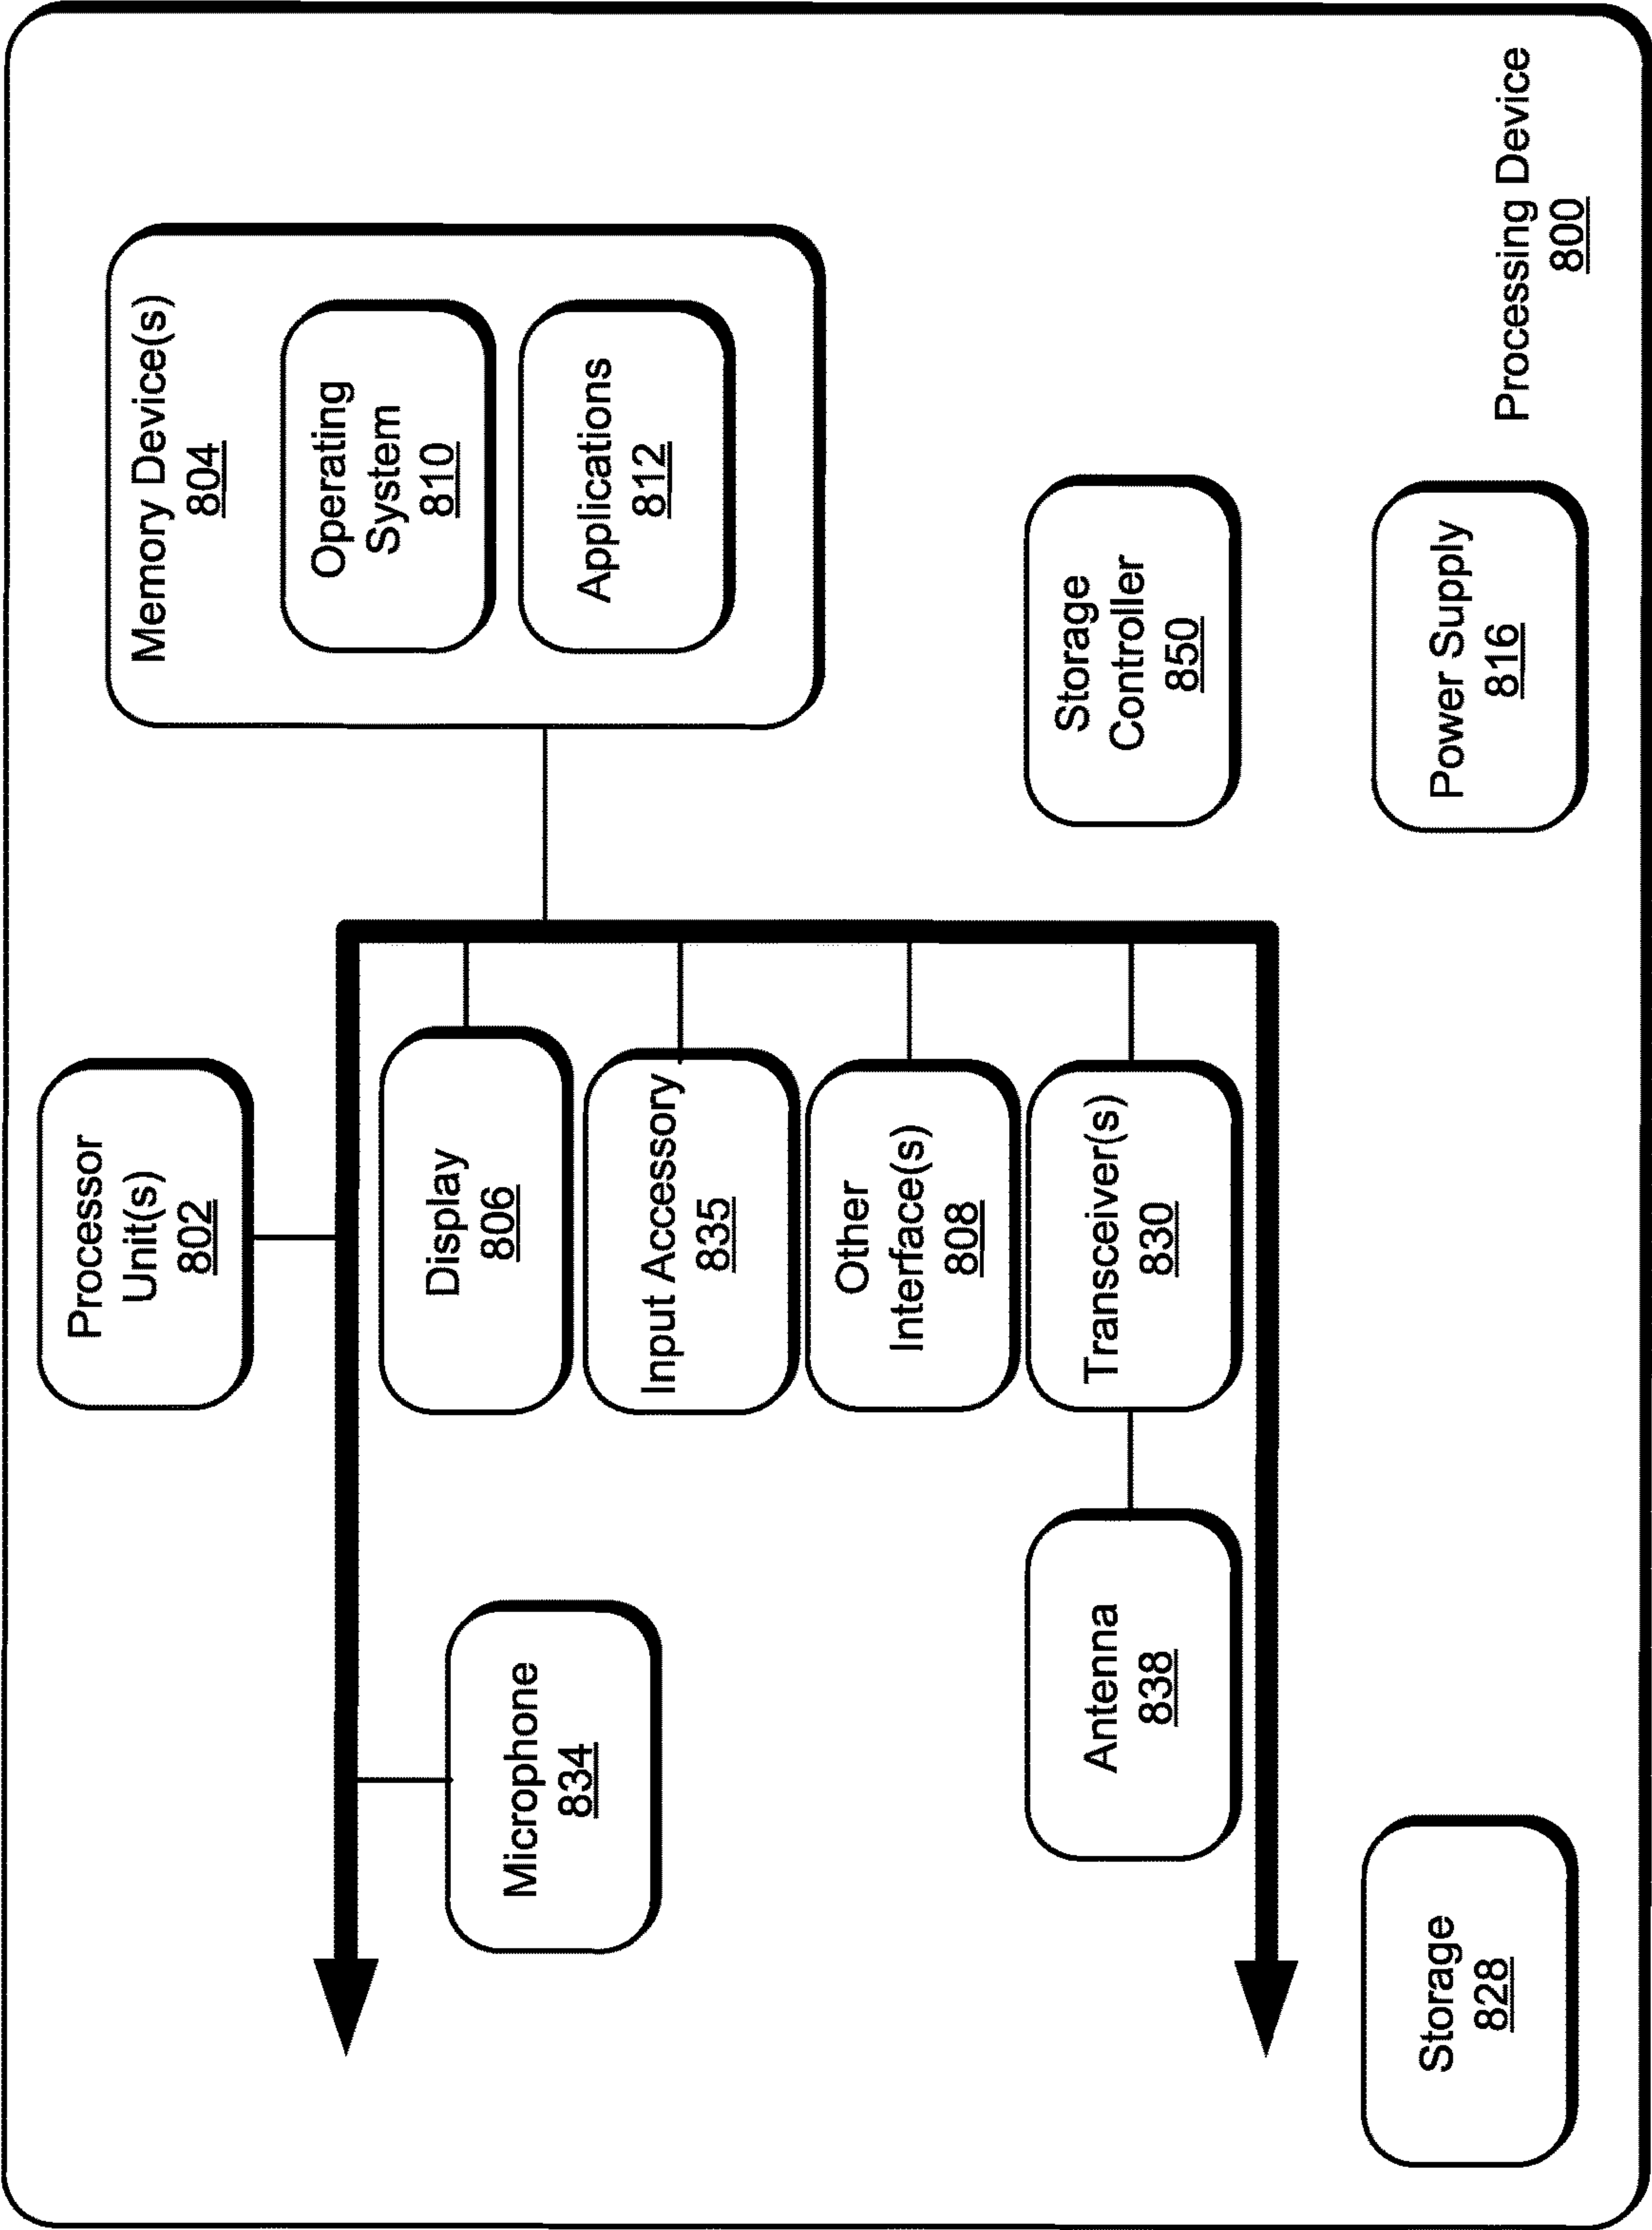 Processor
Unit(s)
802
Memory Device(s)
804
Operating
System
810
Applications
812
Display
806
Microphone
834
Input Accessory
835
Other
Interface(s)
808
Antenna
838
Transceiver(s)
830
Storage
Controller
850
Storage
828
Power Supply
816
Processing Device
800